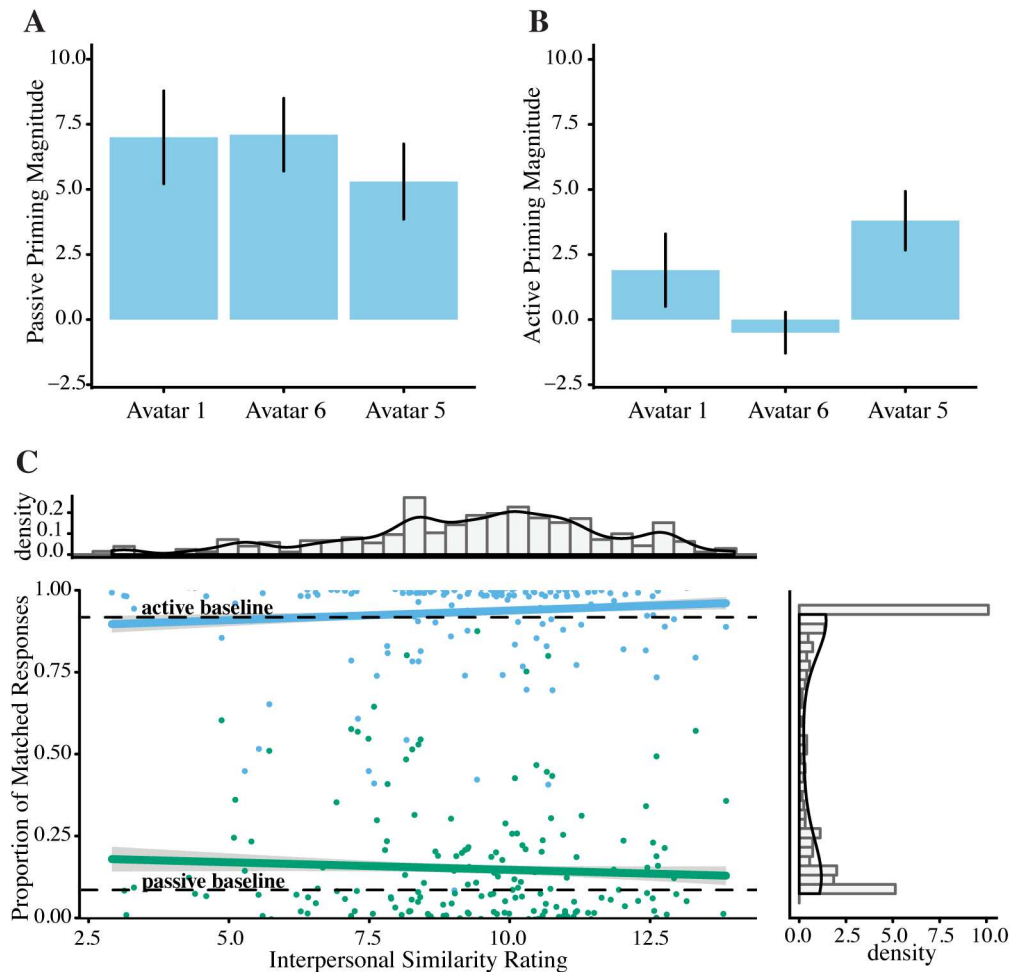 A
Passive Priming Magnitude
10.0
7.5
5.0
2.5
0.0
−2.5
Avatar 1 Avatar 6 Avatar 5
B
Active Priming Magnitude
10.0
7.5
5.0
2.5
0.0
−2.5
Avatar 1 Avatar 6 Avatar 5
C
density
0.2
0.1
0.0
Proportion of Matched Responses
1.00
0.75
0.50
0.25
0.00
active baseline
passive baseline
2.5 5.0 7.5 10.0 12.5
Interpersonal Similarity Rating
0.0 2.5 5.0 7.5 10.0
density